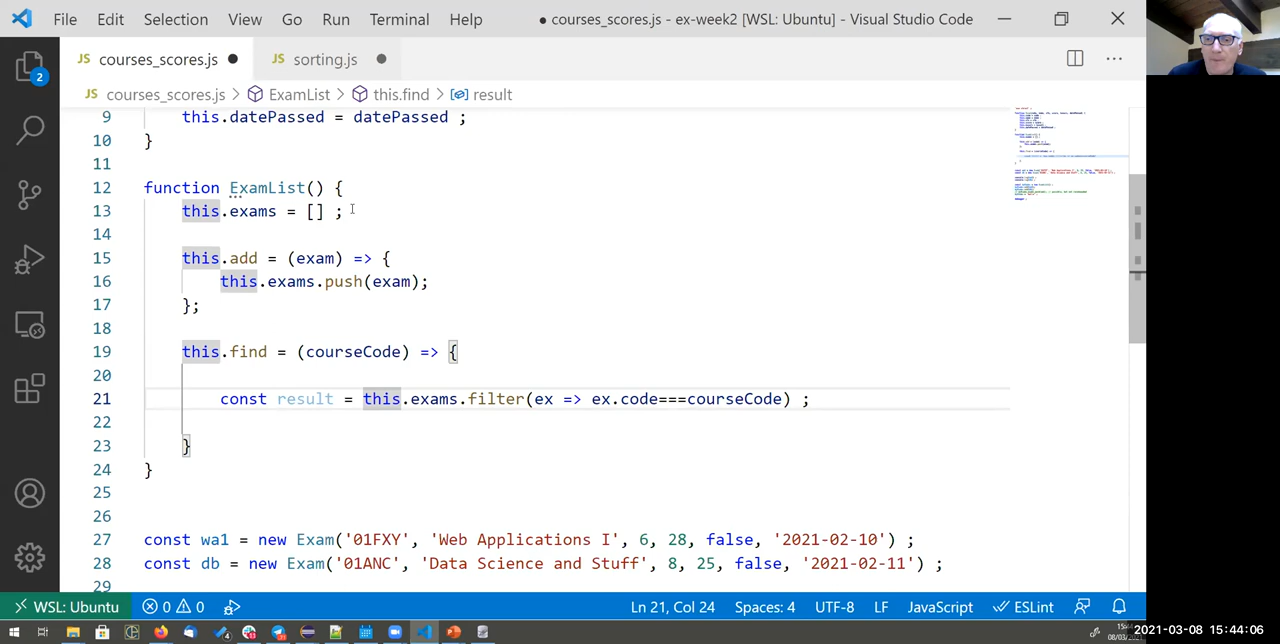 File Edit Selection View Go Run Terminal Help ● courses_scores.js - ex-week2 [WSL: Ubuntu] - Visual Studio Code
JS courses_scores.js ● JS sorting.js ●
JS courses_scores.js > ExamList > this.find > result
2
9 this.datePassed = datePassed ;
10 }
11
12 function ExamList() {
13 this.exams = [] ;
14
15 this.add = (exam) => {
16 this.exams.push(exam);
17 };
18
19 this.find = (courseCode) => {
20
21 const result = this.exams.filter(ex => ex.code===courseCode) ;
22
23 }
24 }
25
26
27 const wa1 = new Exam('01FXY', 'Web Applications I', 6, 28, false, '2021-02-10') ;
28 const db = new Exam('01ANC', 'Data Science and Stuff', 8, 25, false, '2021-02-11') ;
29
WSL: Ubuntu 0 0 Ln 21, Col 24 Spaces: 4 UTF-8 LF JavaScript ESLint
2021-03-08 15:44:06